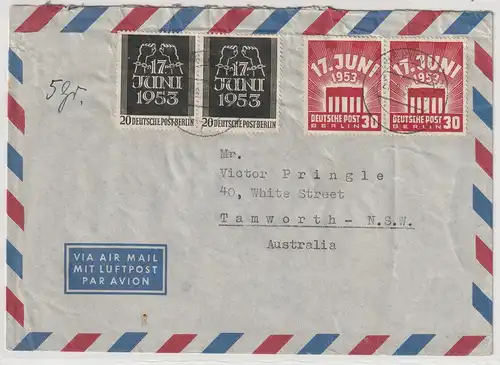 17.
JUNI
1953
20 DEUTSCHE POST BERLIN
17.
JUNI
1953
20 DEUTSCHE POST BERLIN
17. JUNI
1953
DEUTSCHE POST
BERLIN 30
17. JUNI
1953
DEUTSCHE POST
BERLIN 30
5 gr.
Mr.
Victor Pringle
40, White Street
Tamworth - N.S.W.
Australia
VIA AIR MAIL
MIT LUFTPOST
PAR AVION